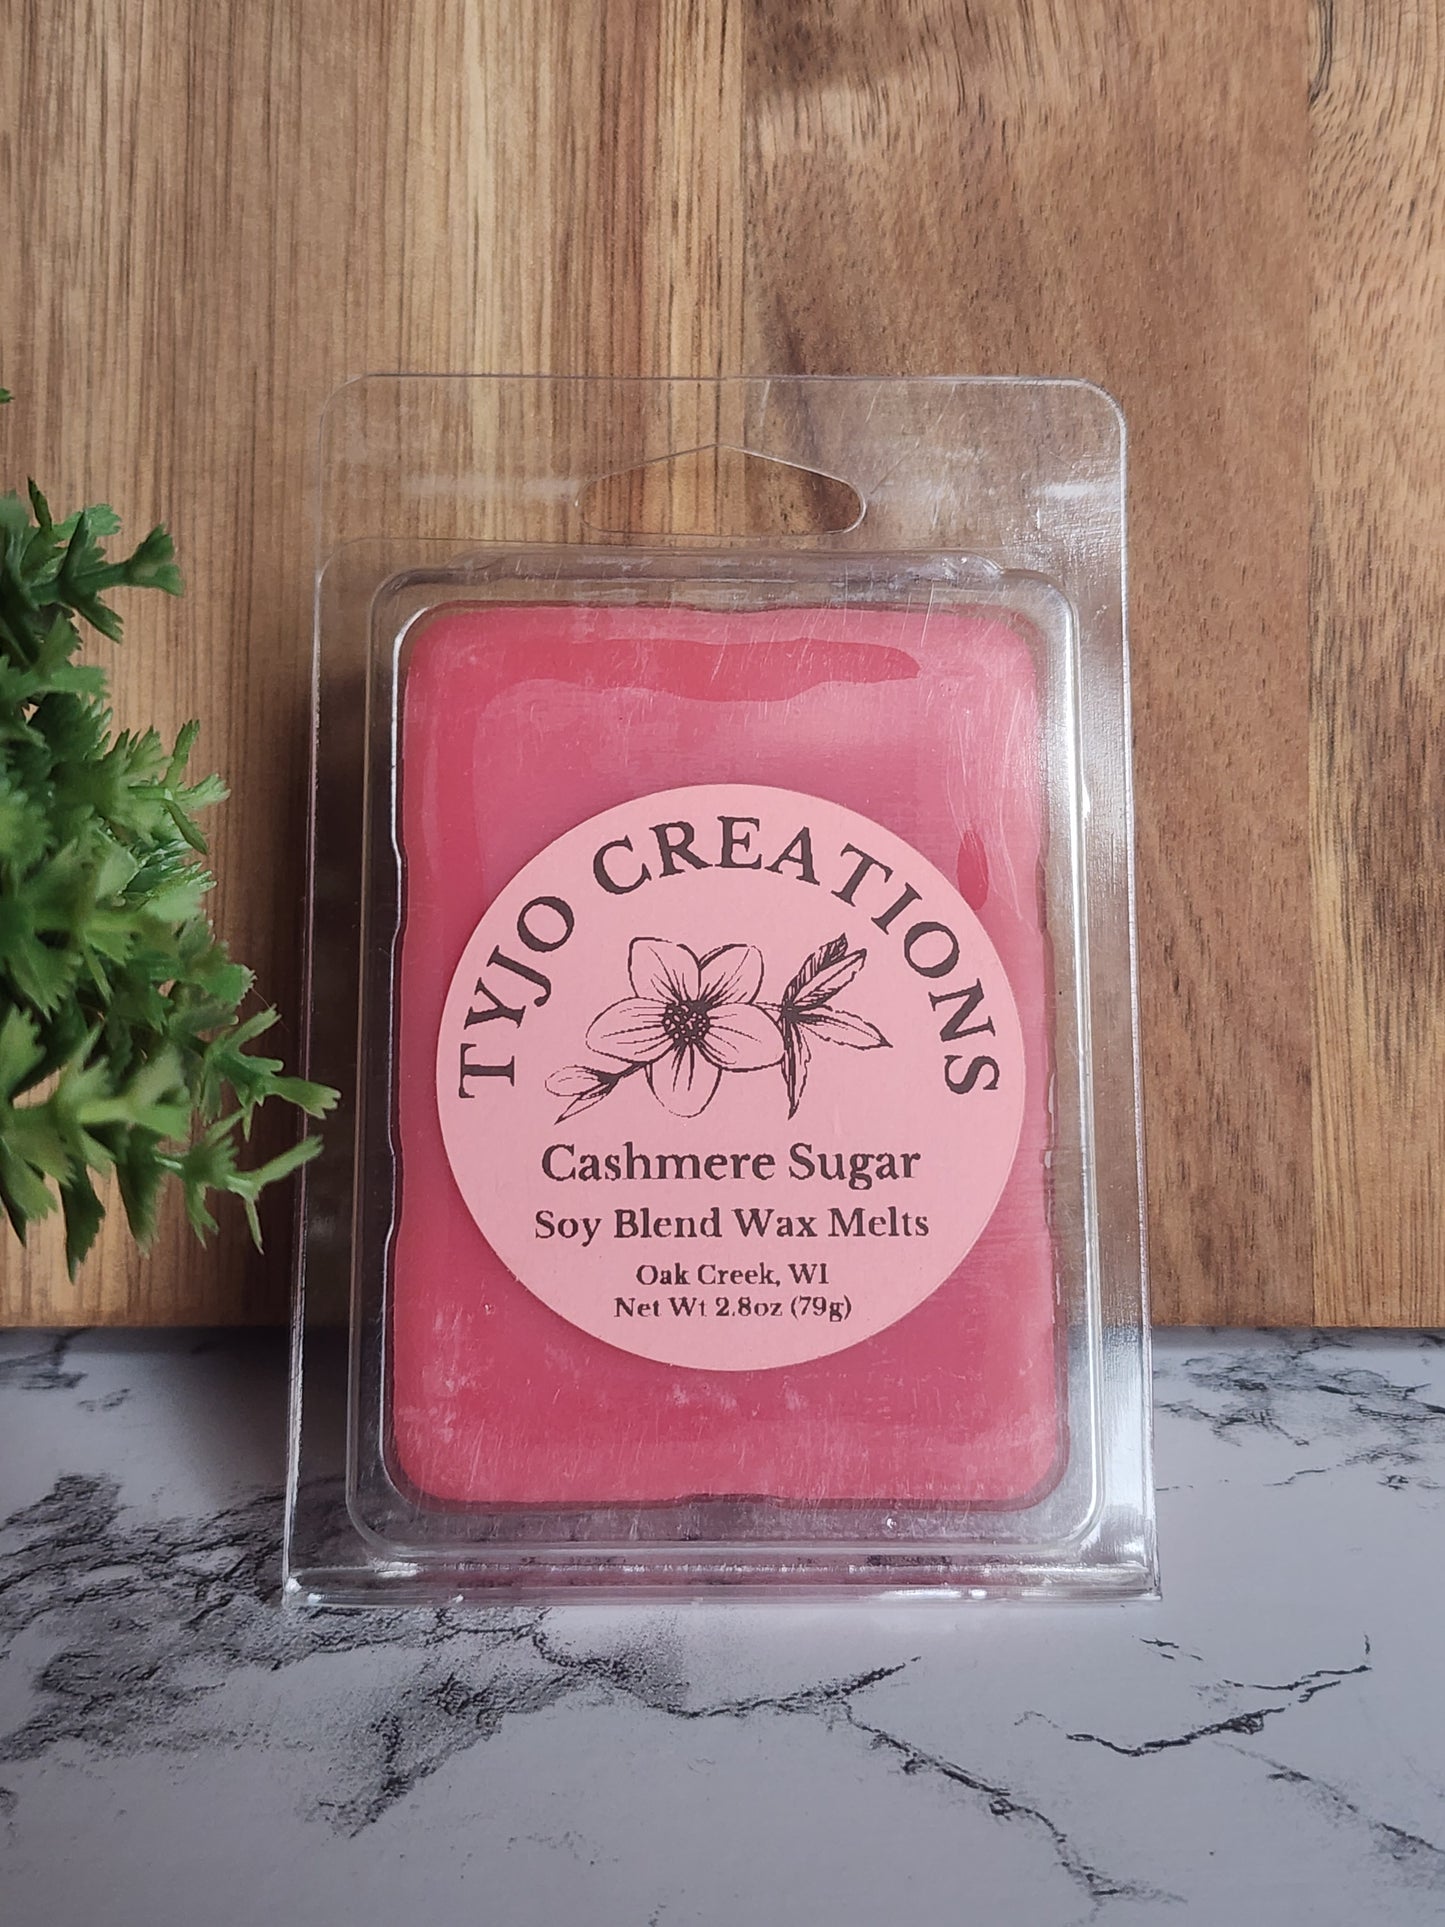 TYJO CREATIONS
Cashmere Sugar
Soy Blend Wax Melts
Oak Creek, WI
Net Wt 2.8oz (79g)